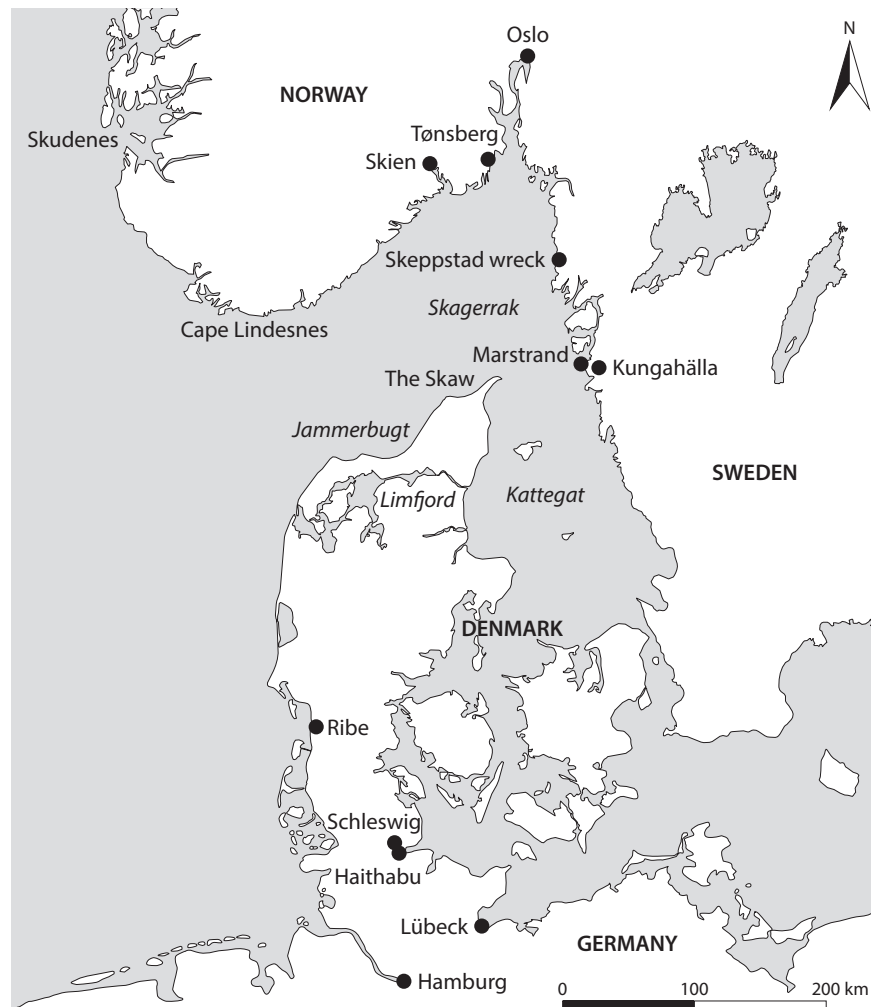 Oslo
N
NORWAY
Tønsberg
Skudenes
Skien
Skeppstad wreck
Skagerrak
Cape Lindesnes
Marstrand
Kungahälla
The Skaw
Jammerbugt
SWEDEN
Limfjord
Kattegat
DENMARK
Ribe
Schleswig
Haithabu
Lübeck
GERMANY
Hamburg
0 100 200 km